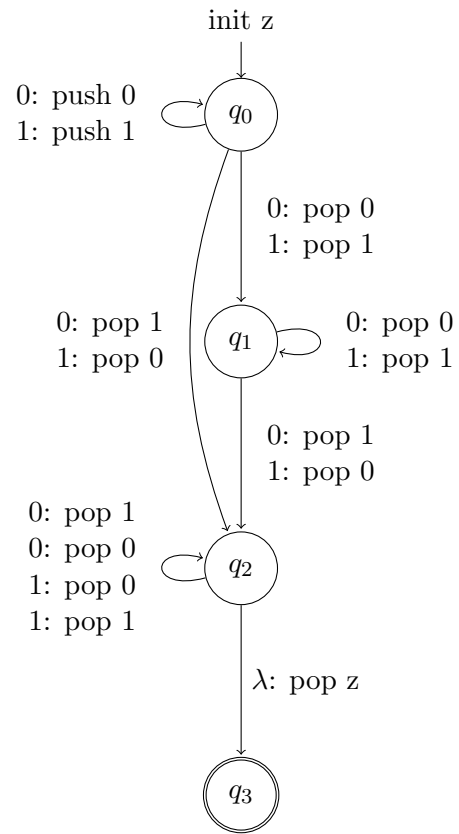 init z
0: push 0
1: push 1
q0
0: pop 0
1: pop 1
0: pop 1
1: pop 0
q1
0: pop 0
1: pop 1
0: pop 1
1: pop 0
0: pop 1
0: pop 0
1: pop 0
1: pop 1
q2
λ: pop z
q3